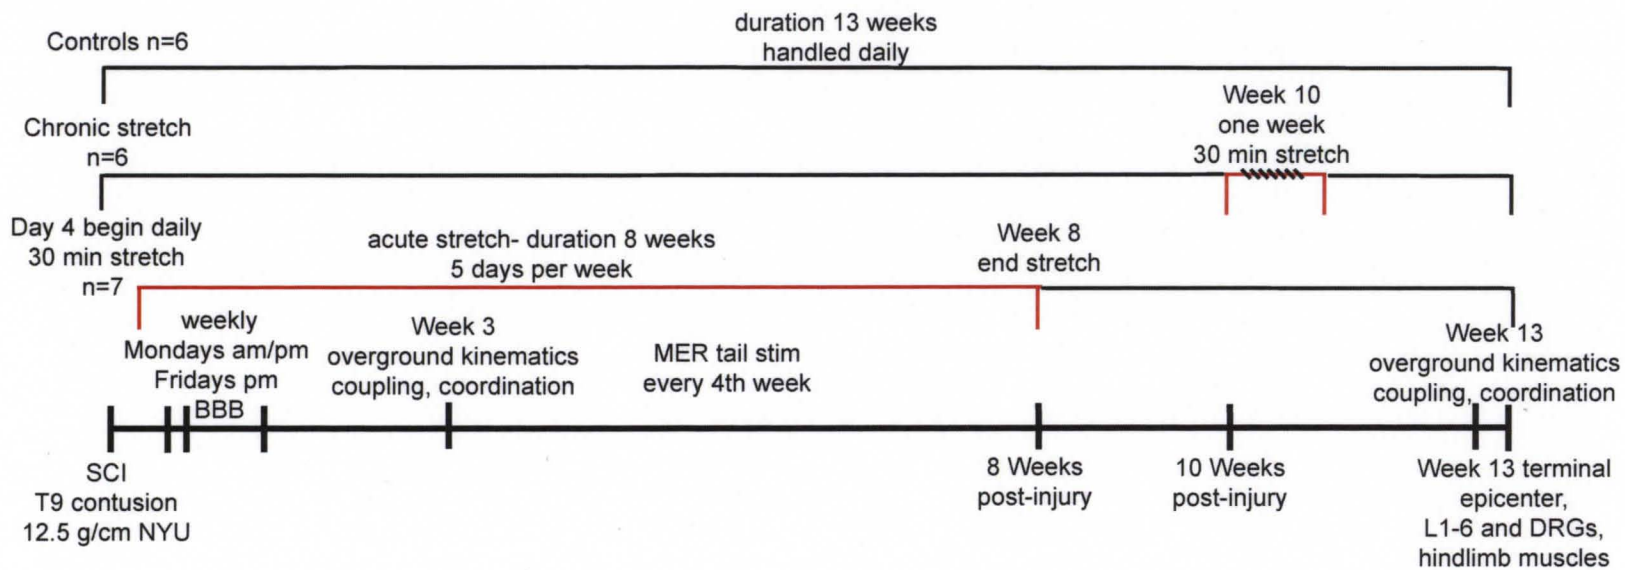 Controls n=6
duration 13 weeks
handled daily
Chronic stretch
n=6
Week 10
one week
30 min stretch
Day 4 begin daily
30 min stretch
n=7
acute stretch- duration 8 weeks
5 days per week
Week 8
end stretch
weekly
Mondays am/pm
Fridays pm
BBB
Week 3
overground kinematics
coupling, coordination
MER tail stim
every 4th week
Week 13
overground kinematics
coupling, coordination
SCI
T9 contusion
12.5 g/cm NYU
8 Weeks
post-injury
10 Weeks
post-injury
Week 13 terminal
epicenter,
L1-6 and DRGs,
hindlimb muscles